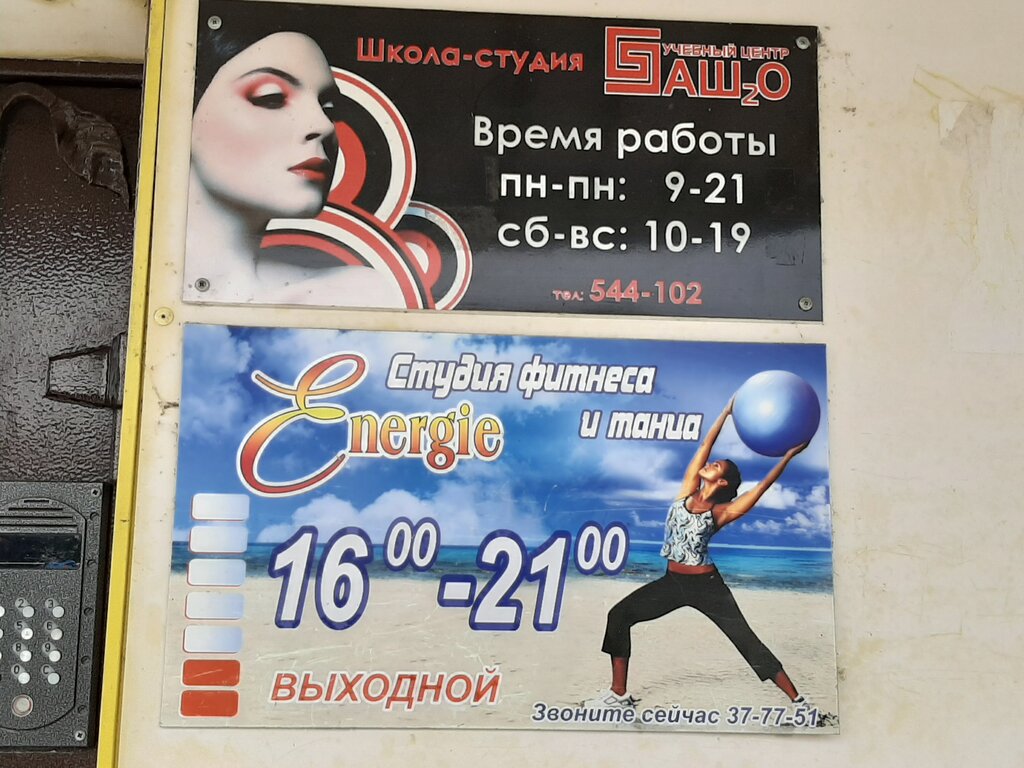 Школа-студия
УЧЕБНЫЙ ЦЕНТР
БАШ2О
Время работы
пн-пн: 9-21
сб-вс: 10-19
тел: 544-102
Студия фитнеса
Energie
и танца
16⁰⁰-21⁰⁰
ВЫХОДНОЙ
Звоните сейчас 37-77-51